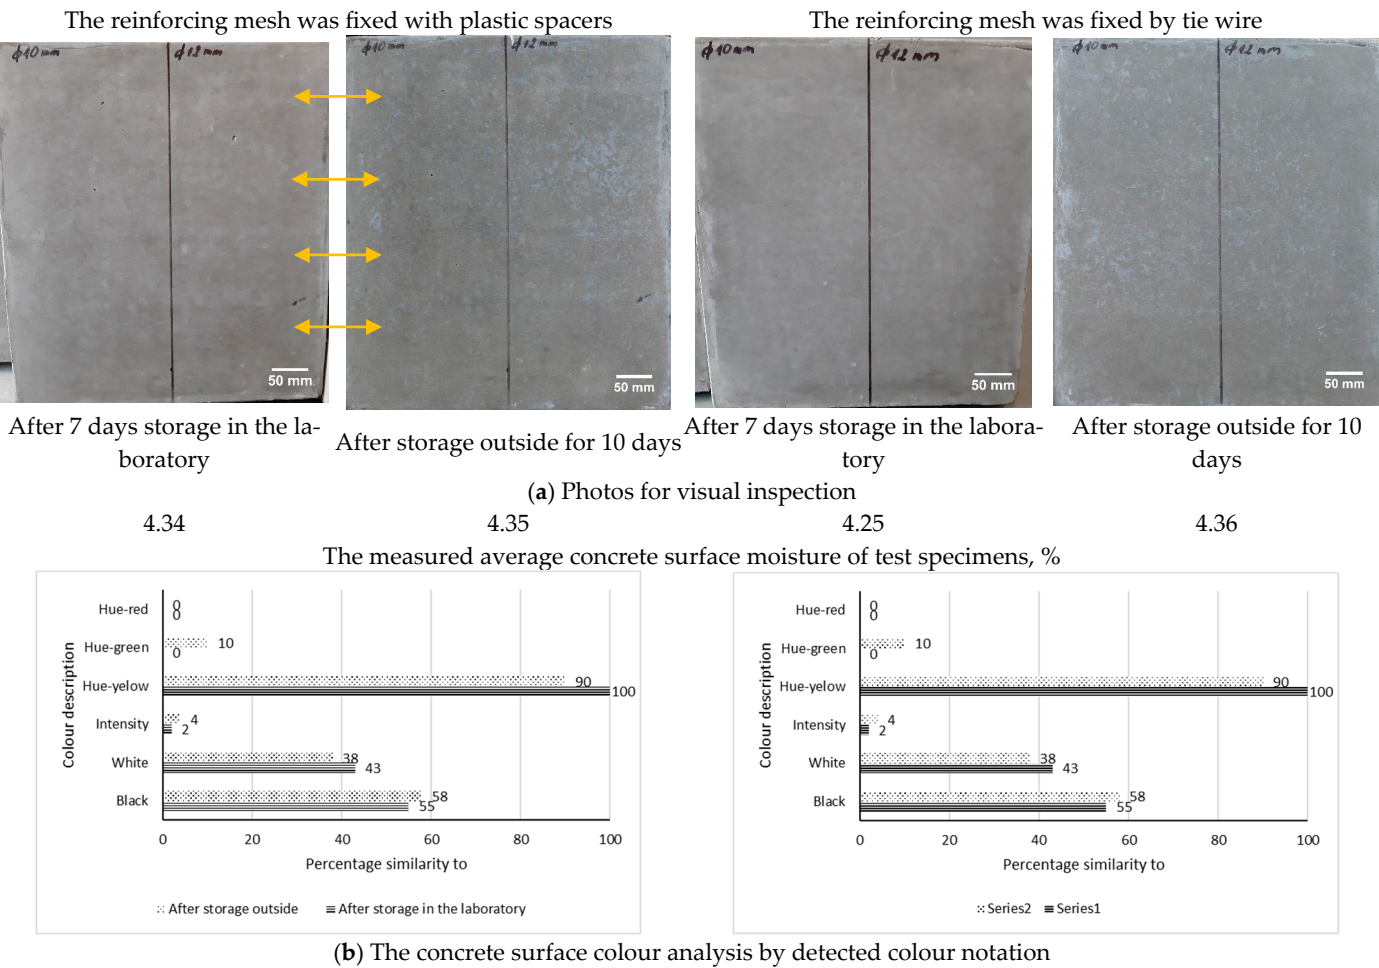 The reinforcing mesh was fixed with plastic spacers
The reinforcing mesh was fixed by tie wire
ϕ10mm
ϕ12mm
ϕ10mm
ϕ12mm
ϕ10mm
ϕ12mm
ϕ10mm
ϕ12mm
50 mm
50 mm
50 mm
50 mm
After 7 days storage in the la-
boratory
After storage outside for 10 days
After 7 days storage in the labora-
tory
After storage outside for 10
days
(a) Photos for visual inspection
4.34 4.35 4.25 4.36
The measured average concrete surface moisture of test specimens, %
Colour description
Hue-red 0
0
Hue-green 10
0
Hue-yelow 90
100
Intensity 4
2
White 38
43
Black 58
55
0 20 40 60 80 100
Percentage similarity to
After storage outside After storage in the laboratory
Colour description
Hue-red 0
0
Hue-green 10
0
Hue-yelow 90
100
Intensity 4
2
White 38
43
Black 58
55
0 20 40 60 80 100
Percentage similarity to
Series2 Series1
(b) The concrete surface colour analysis by detected colour notation